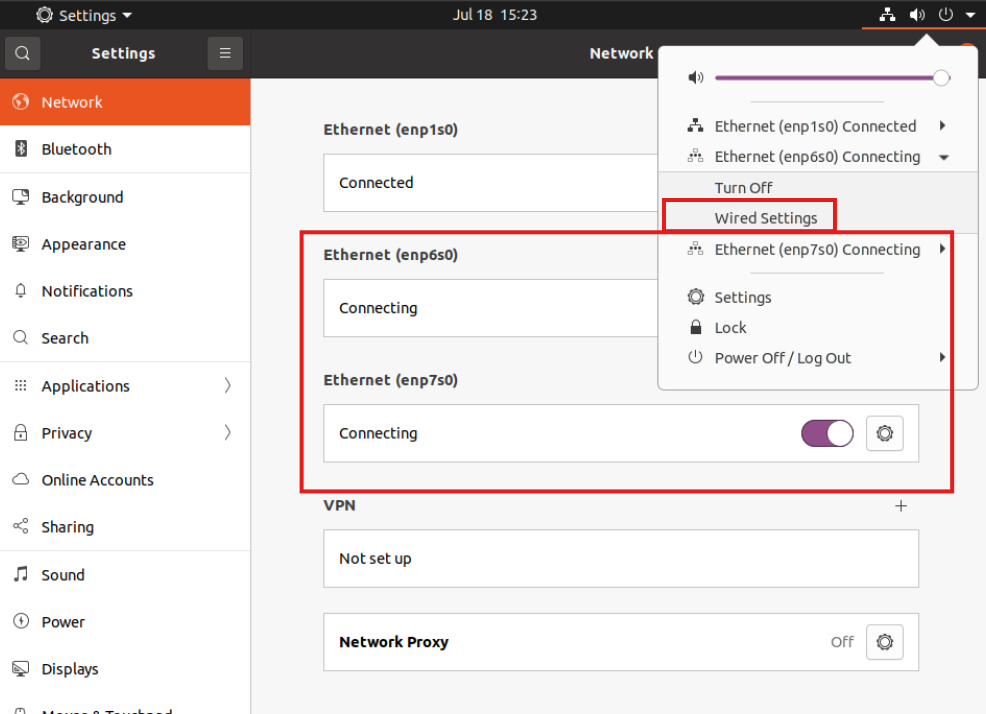 Settings
Jul 18 15:23
Settings
Network
Network
Bluetooth
Background
Appearance
Notifications
Search
Applications
Privacy
Online Accounts
Sharing
Sound
Power
Displays
Mouse & Touchpad
Ethernet (enp1s0)
Connected
Ethernet (enp6s0)
Connecting
Ethernet (enp7s0)
Connecting
VPN
Not set up
Network Proxy Off
Ethernet (enp1s0) Connected
Ethernet (enp6s0) Connecting
Turn Off
Wired Settings
Ethernet (enp7s0) Connecting
Settings
Lock
Power Off / Log Out